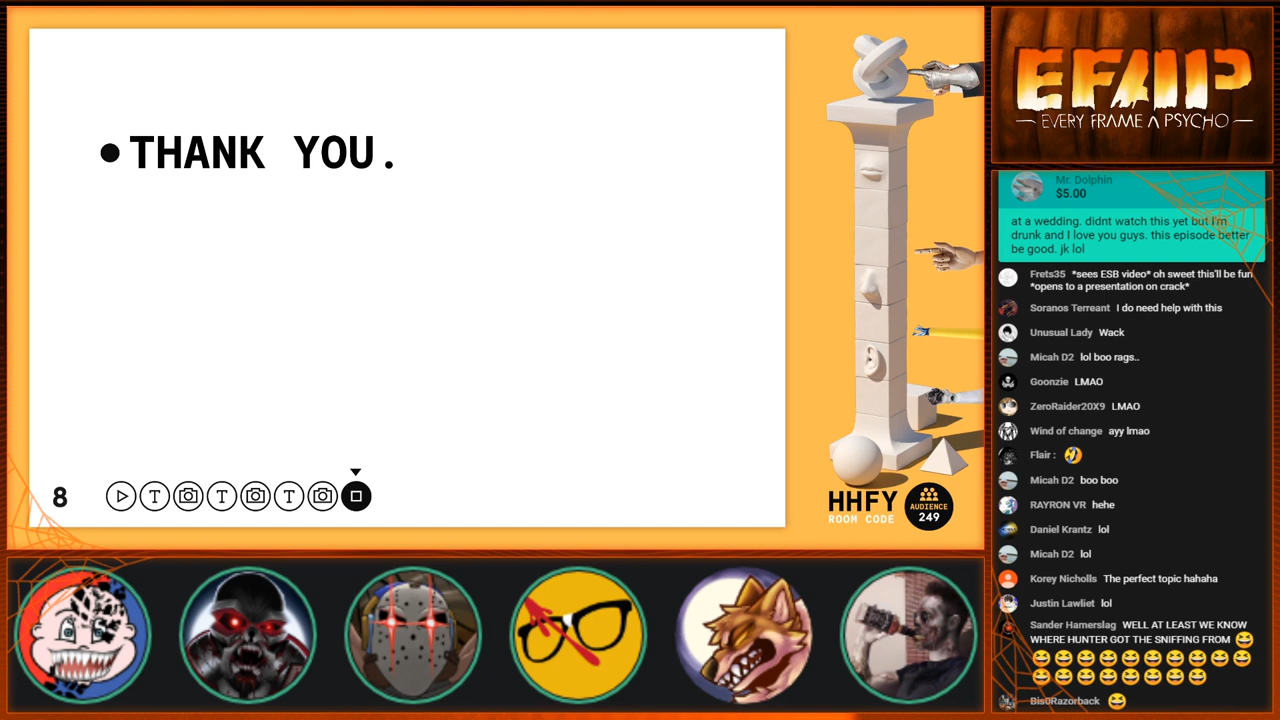 ● THANK YOU.
8
T
T
T
HHFY
ROOM CODE
AUDIENCE
249
EFAP
EVERY FRAME A PSYCHO
Mr. Dolphin
$5.00
at a wedding. didnt watch this yet but I'm
drunk and I love you guys. this episode better
be good. jk lol
Frets35 *sees ESB video* oh sweet this'll be fun
*opens to a presentation on crack*
Soranos Terreant I do need help with this
Unusual Lady Wack
Micah D2 lol boo rags..
Goonzie LMAO
ZeroRaider20X9 LMAO
Wind of change ayy lmao
Flair : 🤣
Micah D2 boo boo
RAYRON VR hehe
Daniel Krantz lol
Micah D2 lol
Korey Nicholls The perfect topic hahaha
Justin Lawliet lol
Sander Hamerslag WELL AT LEAST WE KNOW
WHERE HUNTER GOT THE SNIFFING FROM 😆
😆😆😆😆😆😆😆😆😆
😆😆😆😆😆😆😆
Bis0Razorback 😆